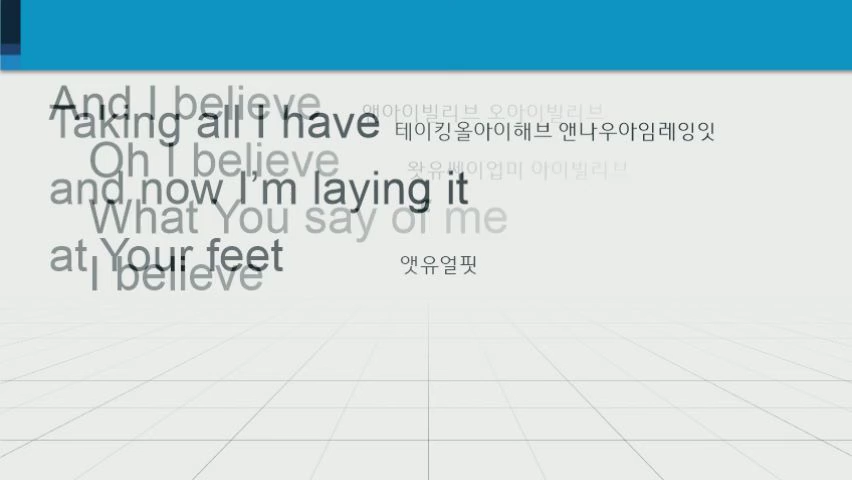 And I believe 앤아이빌리브 오아이빌리브
Taking all I have 테이킹올아이해브 앤나우아임레잉잇
Oh I believe 왓유쎄이업미 아이빌리브
and now I'm laying it
What You say of me
at Your feet 앳유얼핏
I believe